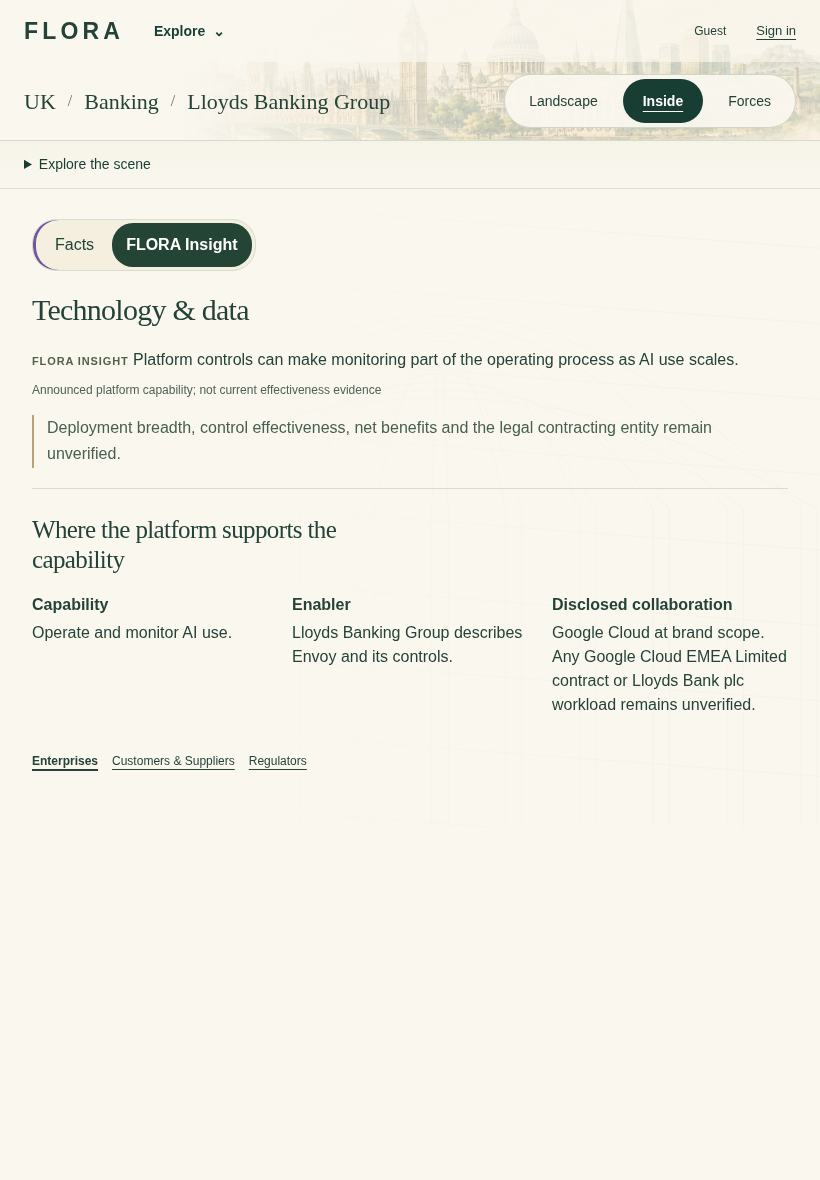 FLORA
Explore
Guest
Sign in
UK / Banking / Lloyds Banking Group
Landscape
Inside
Forces
Explore the scene
Facts
FLORA Insight
Technology & data
FLORA INSIGHT Platform controls can make monitoring part of the operating process as AI use scales.
Announced platform capability; not current effectiveness evidence
Deployment breadth, control effectiveness, net benefits and the legal contracting entity remain
unverified.
Where the platform supports the
capability
Capability
Operate and monitor AI use.
Enabler
Lloyds Banking Group describes
Envoy and its controls.
Disclosed collaboration
Google Cloud at brand scope.
Any Google Cloud EMEA Limited
contract or Lloyds Bank plc
workload remains unverified.
Enterprises
Customers & Suppliers
Regulators